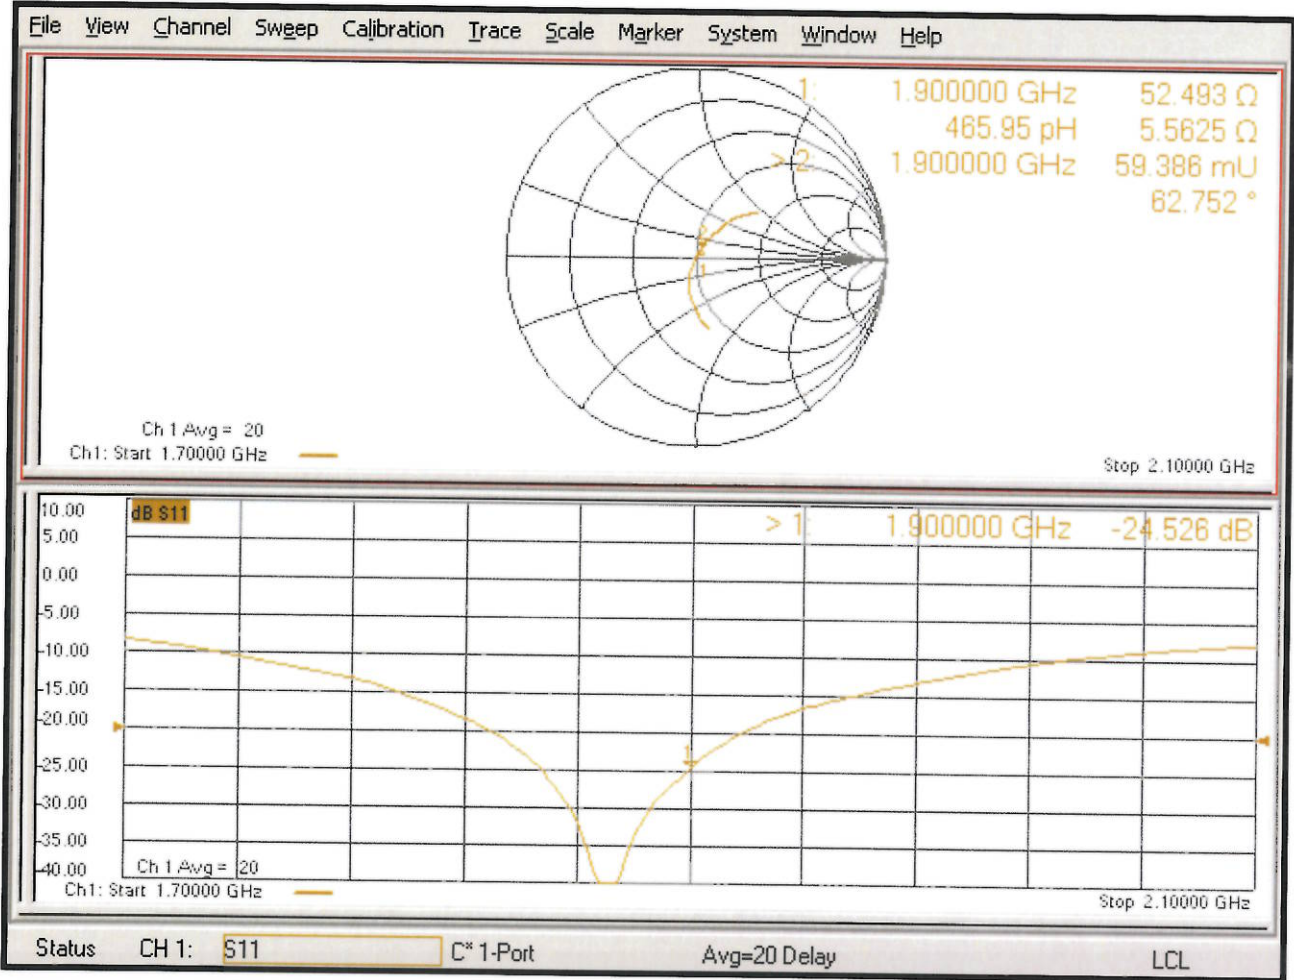 File View Channel Sweep Calibration Trace Scale Marker System Window Help
1: 1.900000 GHz 52.493 Ω
465.95 pH 5.5625 Ω
> 2: 1.900000 GHz 59.386 mU
62.752 °
2
1
Ch 1 Avg = 20
Ch1: Start 1.70000 GHz
Stop 2.10000 GHz
10.00
dB S11
> 1: 1.900000 GHz -24.526 dB
5.00
0.00
-5.00
-10.00
-15.00
-20.00
1
-25.00
-30.00
-35.00
-40.00
Ch 1 Avg = 20
Ch1: Start 1.70000 GHz
Stop 2.10000 GHz
Status CH 1: S11 C* 1-Port Avg=20 Delay LCL